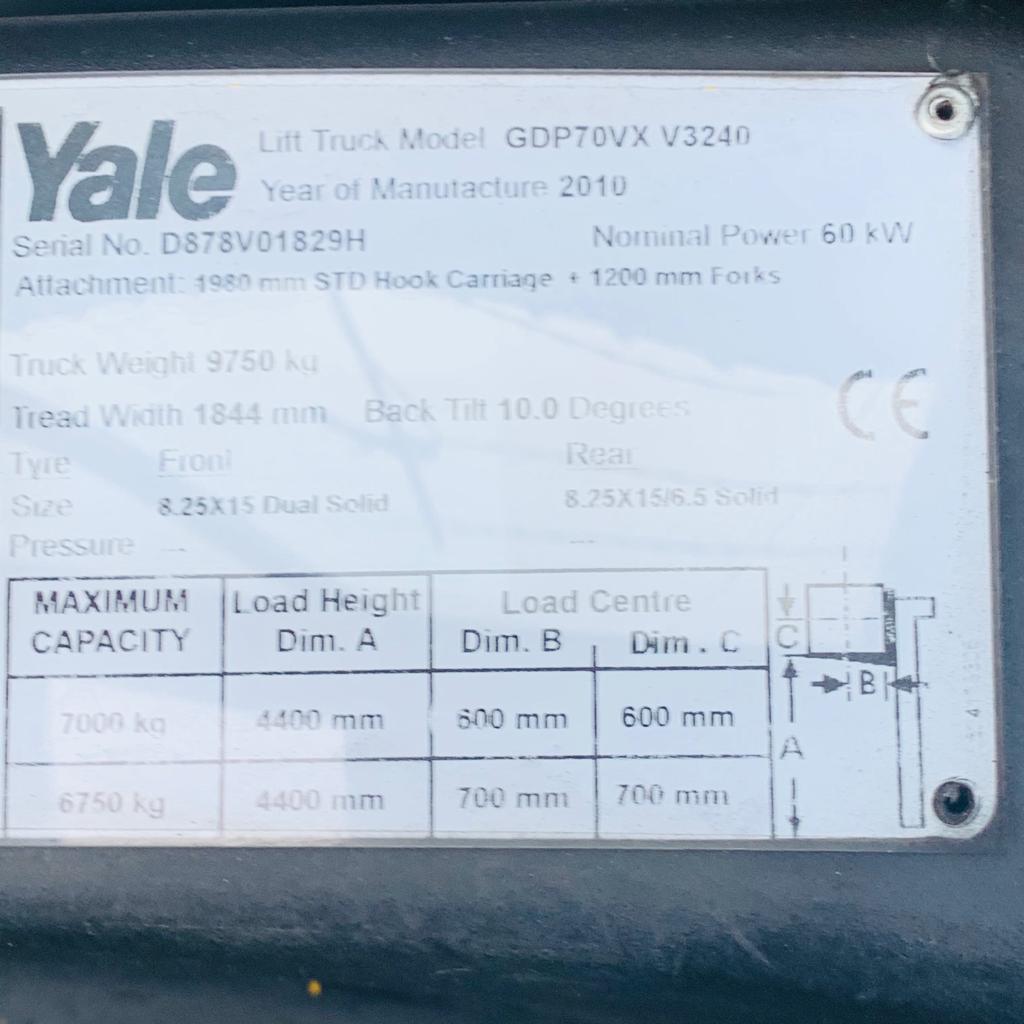 Yale
Lift Truck Model GDP70VX V3240
Year of Manufacture 2010
Serial No. D878V01829H Nominal Power 60 kW
Attachment: 1980 mm STD Hook Carriage + 1200 mm Forks
Truck Weight 9750 kg
Tread Width 1844 mm Back Tilt 10.0 Degrees
CE
Tyre Front Rear
Size 8.25X15 Dual Solid 8.25X15/6.5 Solid
Pressure --- ---
MAXIMUM CAPACITY Load Height Dim. A Load Centre
Dim. B Dim. C
7000 kg 4400 mm 600 mm 600 mm
6750 kg 4400 mm 700 mm 700 mm
C
B
A